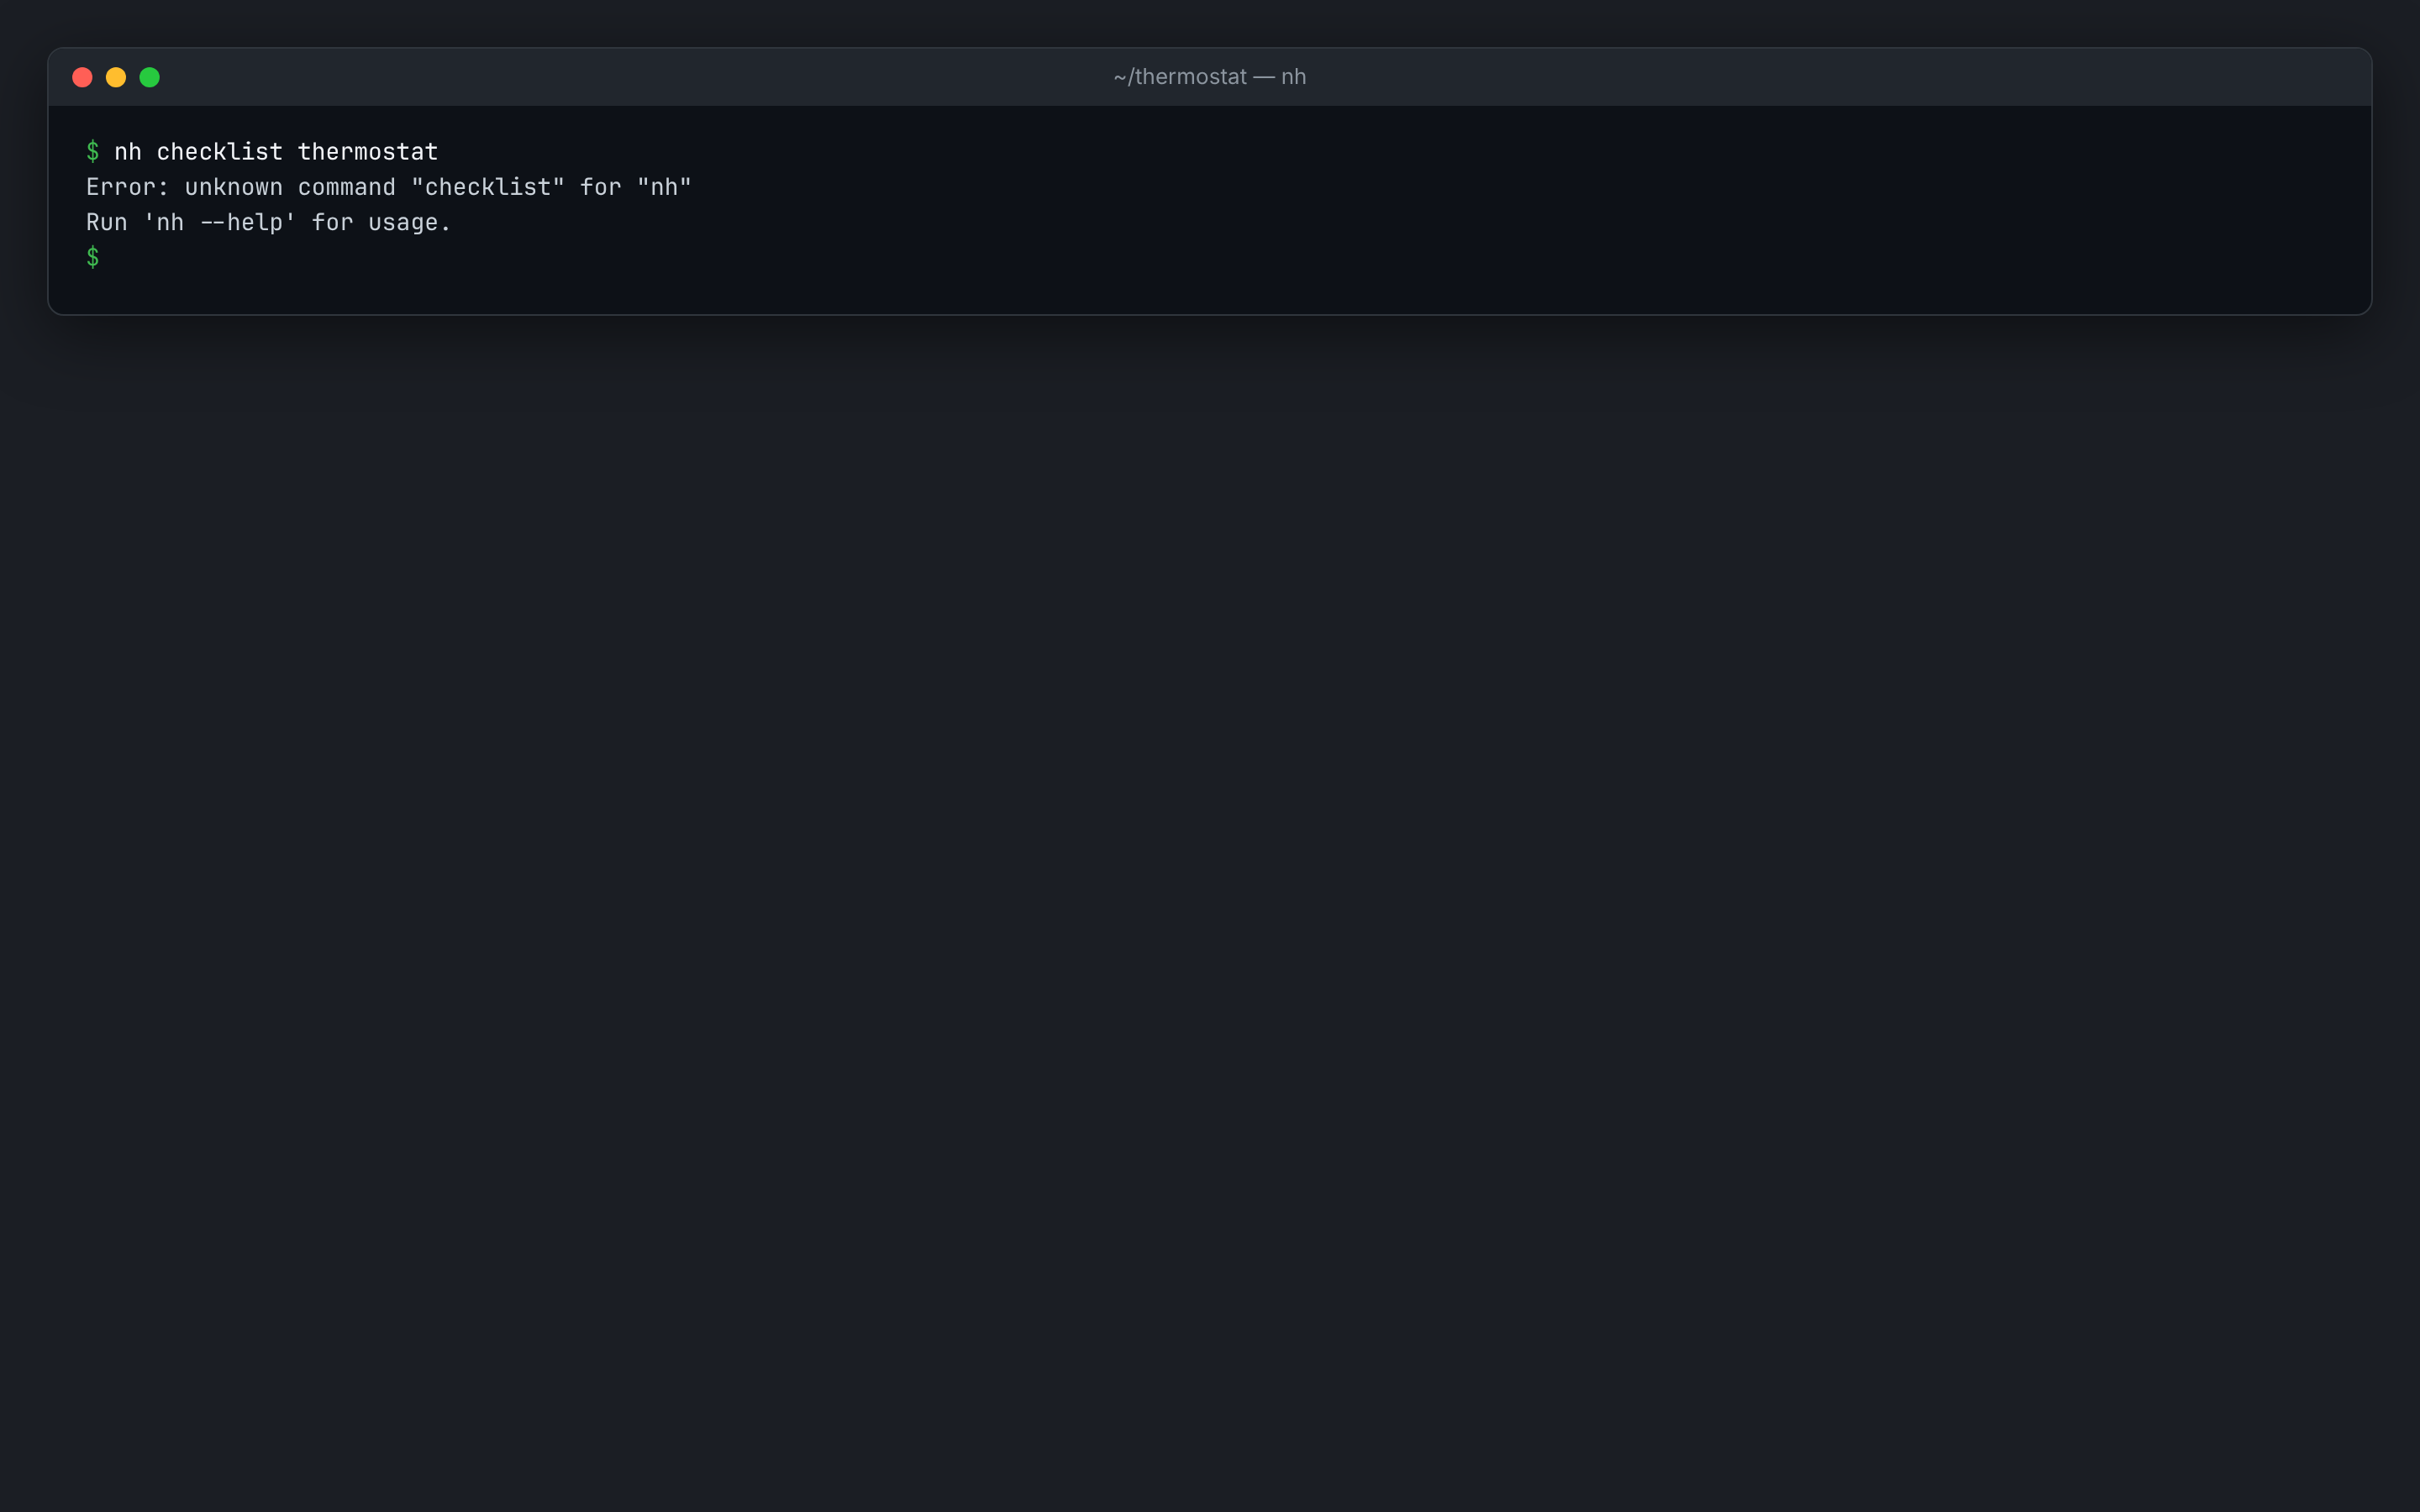 ~/thermostat — nh
$ nh checklist thermostat
Error: unknown command "checklist" for "nh"
Run 'nh --help' for usage.
$